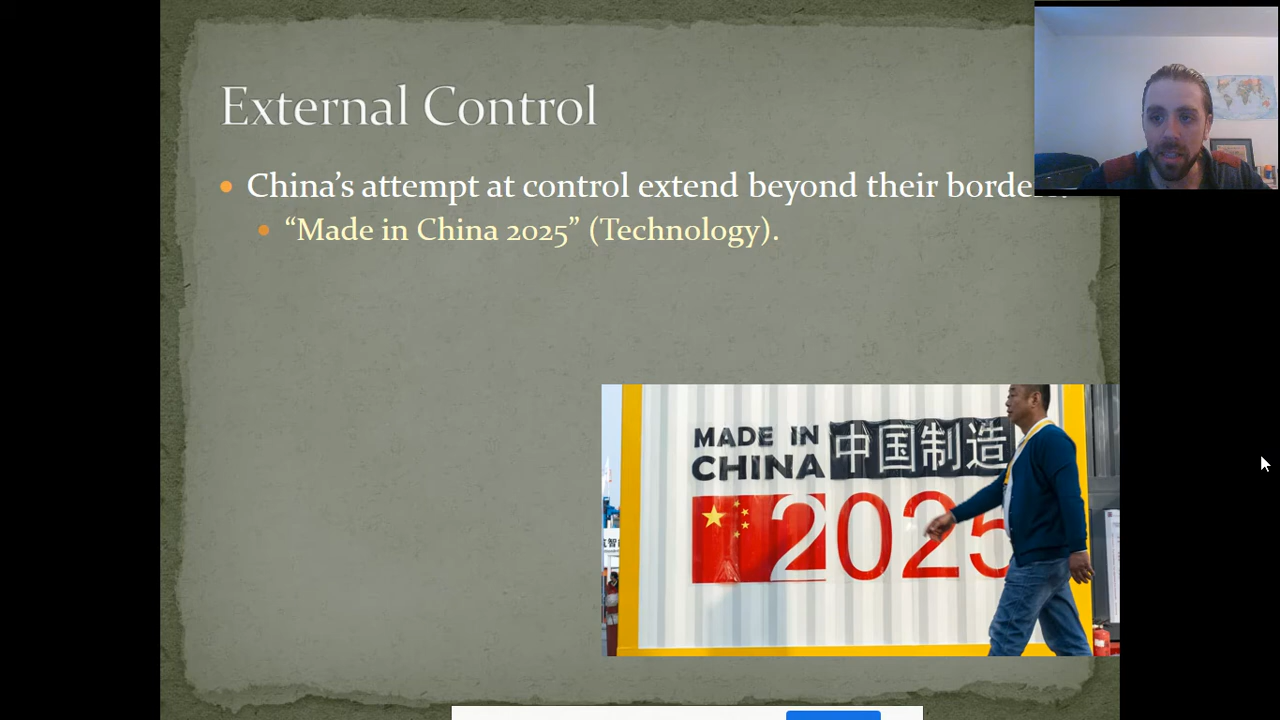 External Control
China’s attempt at control extend beyond their
“Made in China 2025” (Technology).
MADE IN
CHINA
中国制造
2025